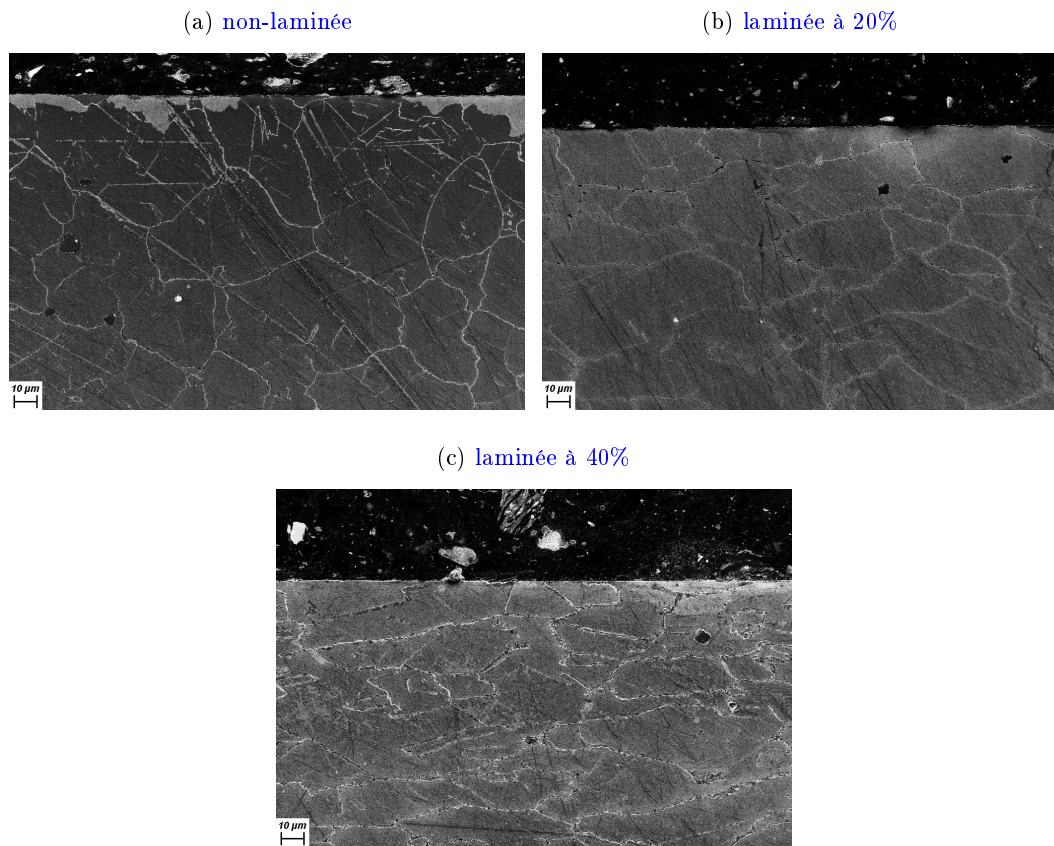 (a) non-laminée
(b) laminée à 20%
10 µm
10 µm
(c) laminée à 40%
10 µm